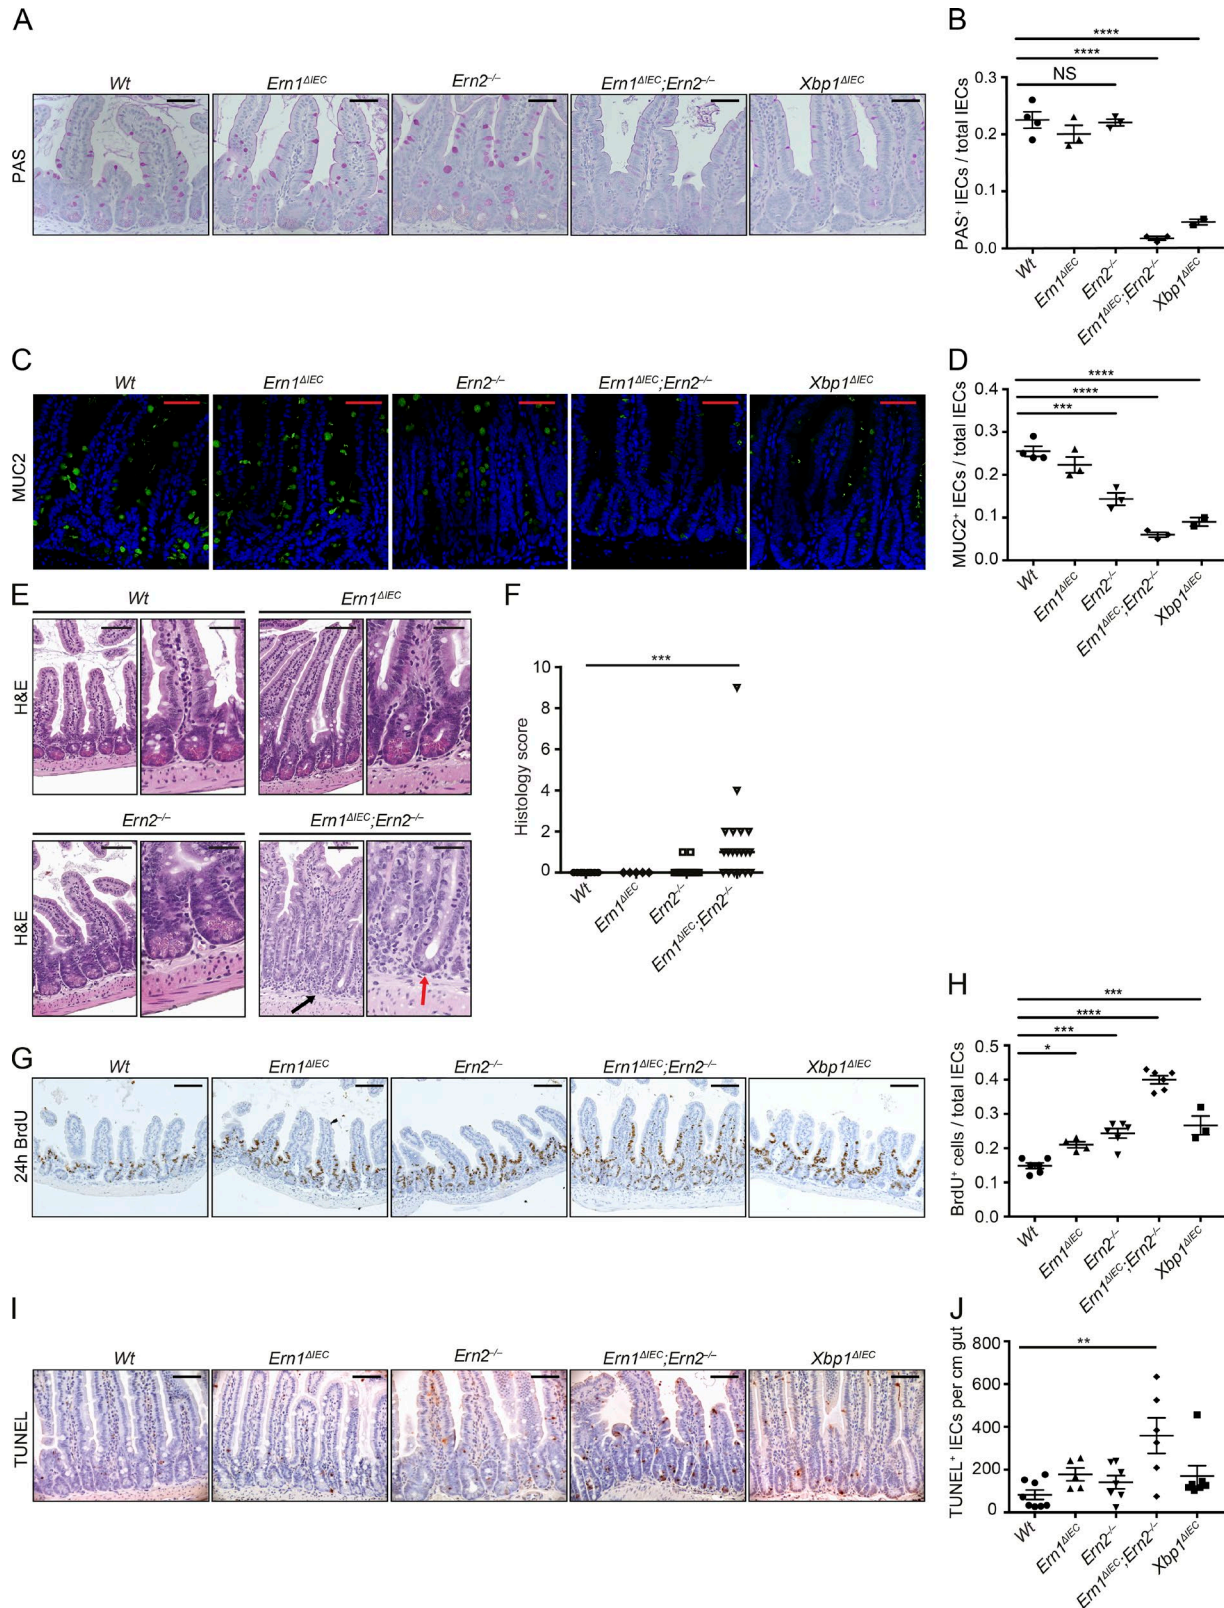 A
Wt
Ern1ΔIEC
Ern2–/–
Ern1ΔIEC;Ern2–/–
Xbp1ΔIEC
PAS
B
****
****
NS
0.3
0.2
0.1
0.0
PAS+ IECs / total IECs
Wt
Ern1ΔIEC
Ern2–/–
Ern1ΔIEC;Ern2–/–
Xbp1ΔIEC
C
Wt
Ern1ΔIEC
Ern2–/–
Ern1ΔIEC;Ern2–/–
Xbp1ΔIEC
MUC2
D
****
****
***
0.4
0.3
0.2
0.1
0.0
MUC2+ IECs / total IECs
Wt
Ern1ΔIEC
Ern2–/–
Ern1ΔIEC;Ern2–/–
Xbp1ΔIEC
E
Wt
Ern1ΔIEC
H&E
Ern2–/–
Ern1ΔIEC;Ern2–/–
H&E
F
***
10
8
6
4
2
0
Histology score
Wt
Ern1ΔIEC
Ern2–/–
Ern1ΔIEC;Ern2–/–
G
Wt
Ern1ΔIEC
Ern2–/–
Ern1ΔIEC;Ern2–/–
Xbp1ΔIEC
24h BrdU
H
***
****
***
*
0.5
0.4
0.3
0.2
0.1
0.0
BrdU+ cells / total IECs
Wt
Ern1ΔIEC
Ern2–/–
Ern1ΔIEC;Ern2–/–
Xbp1ΔIEC
I
Wt
Ern1ΔIEC
Ern2–/–
Ern1ΔIEC;Ern2–/–
Xbp1ΔIEC
TUNEL
J
**
800
600
400
200
0
TUNEL+ IECs per cm gut
Wt
Ern1ΔIEC
Ern2–/–
Ern1ΔIEC;Ern2–/–
Xbp1ΔIEC